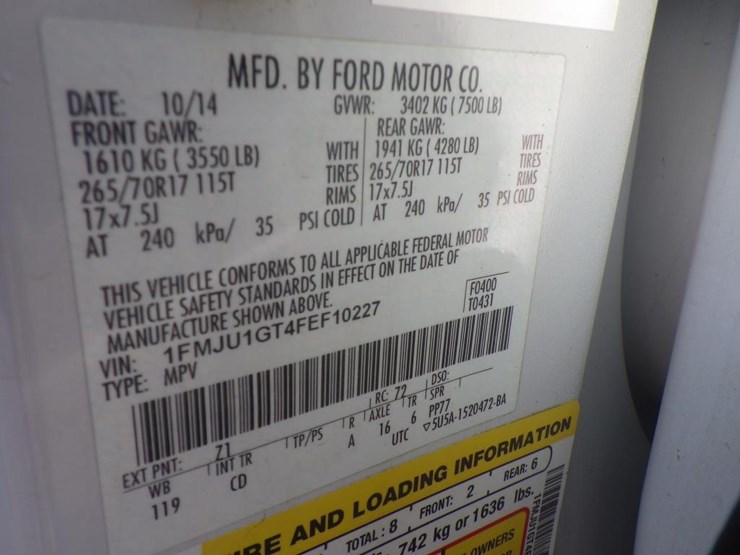 MFD. BY FORD MOTOR CO.
DATE: 10/14 GVWR: 3402 KG ( 7500 LB)
FRONT GAWR: REAR GAWR:
1610 KG ( 3550 LB) WITH 1941 KG ( 4280 LB) WITH
265/70R17 115T TIRES 265/70R17 115T TIRES
17x7.5J RIMS 17x7.5J RIMS
AT 240 kPa/ 35 PSI COLD AT 240 kPa/ 35 PSI COLD
THIS VEHICLE CONFORMS TO ALL APPLICABLE FEDERAL MOTOR
VEHICLE SAFETY STANDARDS IN EFFECT ON THE DATE OF
MANUFACTURE SHOWN ABOVE.
F0400
T0431
VIN: 1FMJU1GT4FEF10227
TYPE: MPV
EXT PNT: Z1 RC: 72 DSO:
WB INT TR TP/PS R AXLE TR SPR
119 CD A 16 6 PP77
UTC ▽5U5A-1520472-BA
RE AND LOADING INFORMATION
TOTAL: 8 FRONT: 2 REAR: 6
742 kg or 1636 lbs.
OWNERS